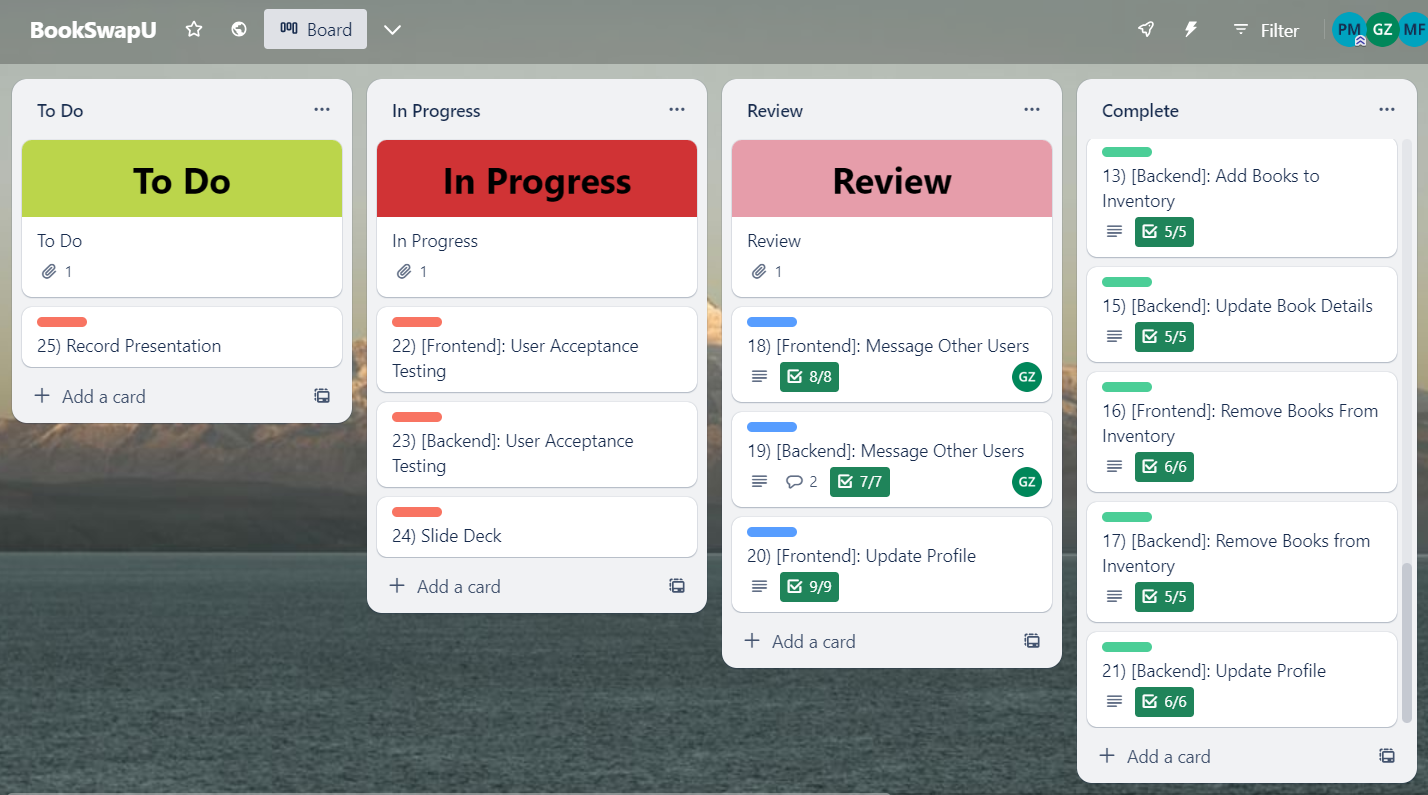 BookSwapU
Board
Filter
PM
GZ
MF
To Do
To Do
To Do
1
25) Record Presentation
Add a card
In Progress
In Progress
In Progress
1
22) [Frontend]: User Acceptance
Testing
23) [Backend]: User Acceptance
Testing
24) Slide Deck
Add a card
Review
Review
Review
1
18) [Frontend]: Message Other Users
8/8
GZ
19) [Backend]: Message Other Users
2
7/7
GZ
20) [Frontend]: Update Profile
9/9
Add a card
Complete
13) [Backend]: Add Books to
Inventory
5/5
15) [Backend]: Update Book Details
5/5
16) [Frontend]: Remove Books From
Inventory
6/6
17) [Backend]: Remove Books from
Inventory
5/5
21) [Backend]: Update Profile
6/6
Add a card